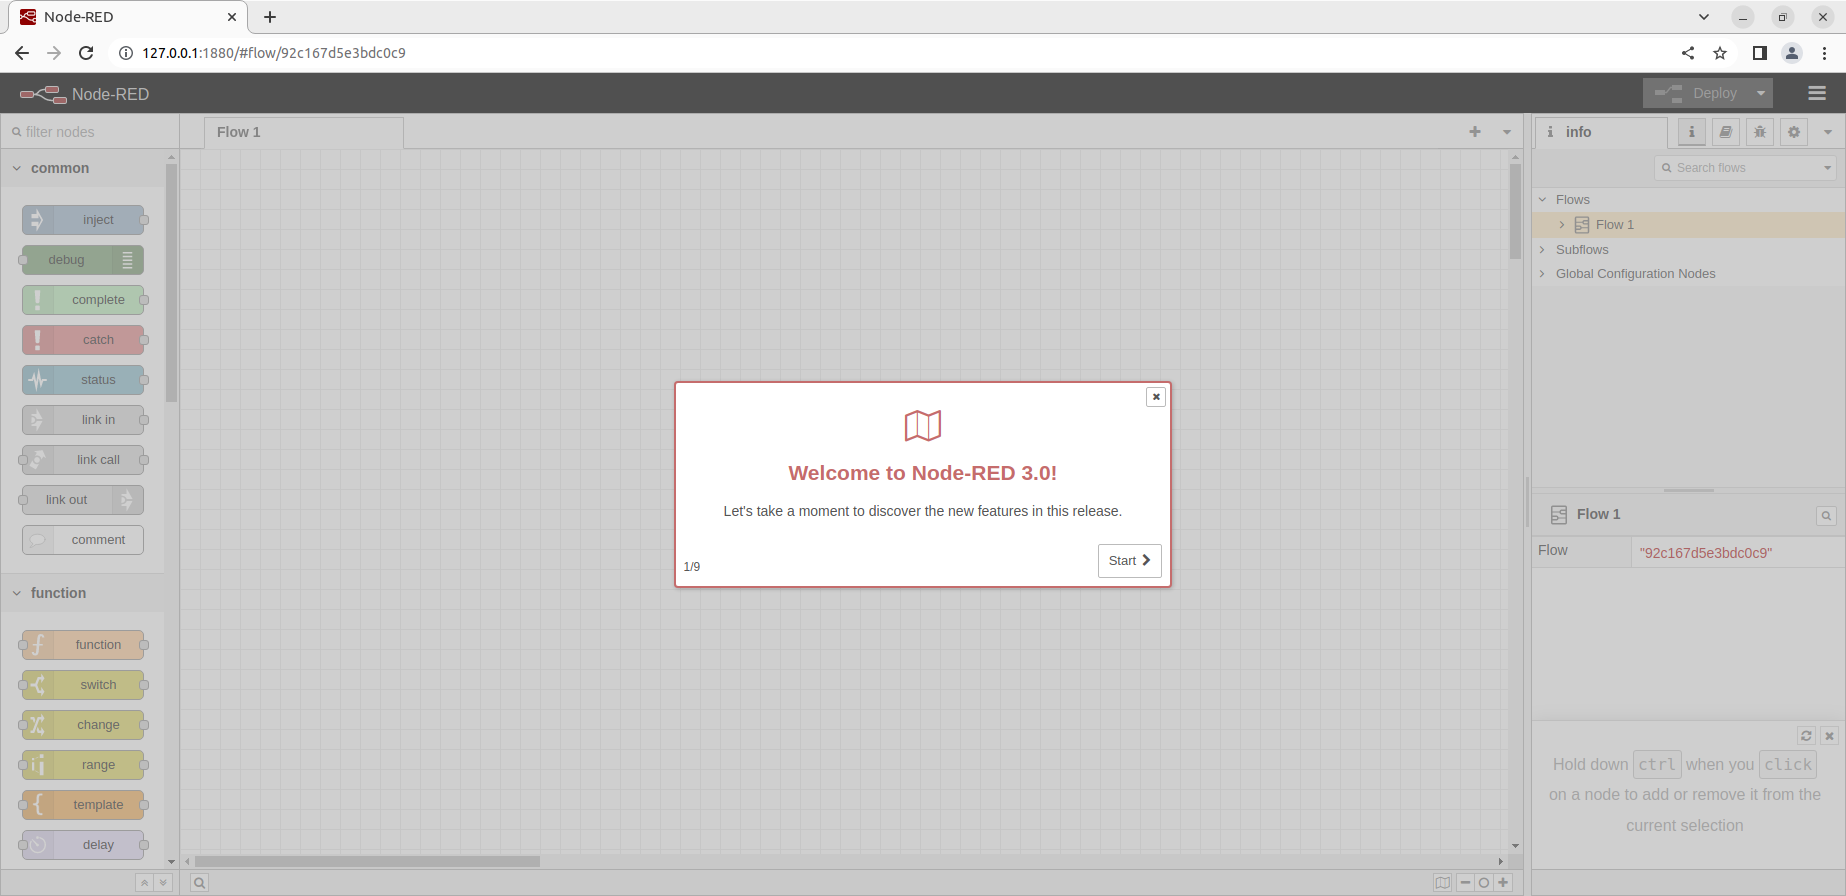 Node-RED
127.0.0.1:1880/#flow/92c167d5e3bdc0c9
Node-RED
Deploy
filter nodes
Flow 1
info
common
Search flows
inject
debug
complete
catch
status
link in
link call
link out
comment
function
function
switch
change
range
template
delay
Flows
Flow 1
Subflows
Global Configuration Nodes
Welcome to Node-RED 3.0!
Let's take a moment to discover the new features in this release.
1/9
Start
Flow 1
Flow "92c167d5e3bdc0c9"
Hold down ctrl when you click
on a node to add or remove it from the
current selection